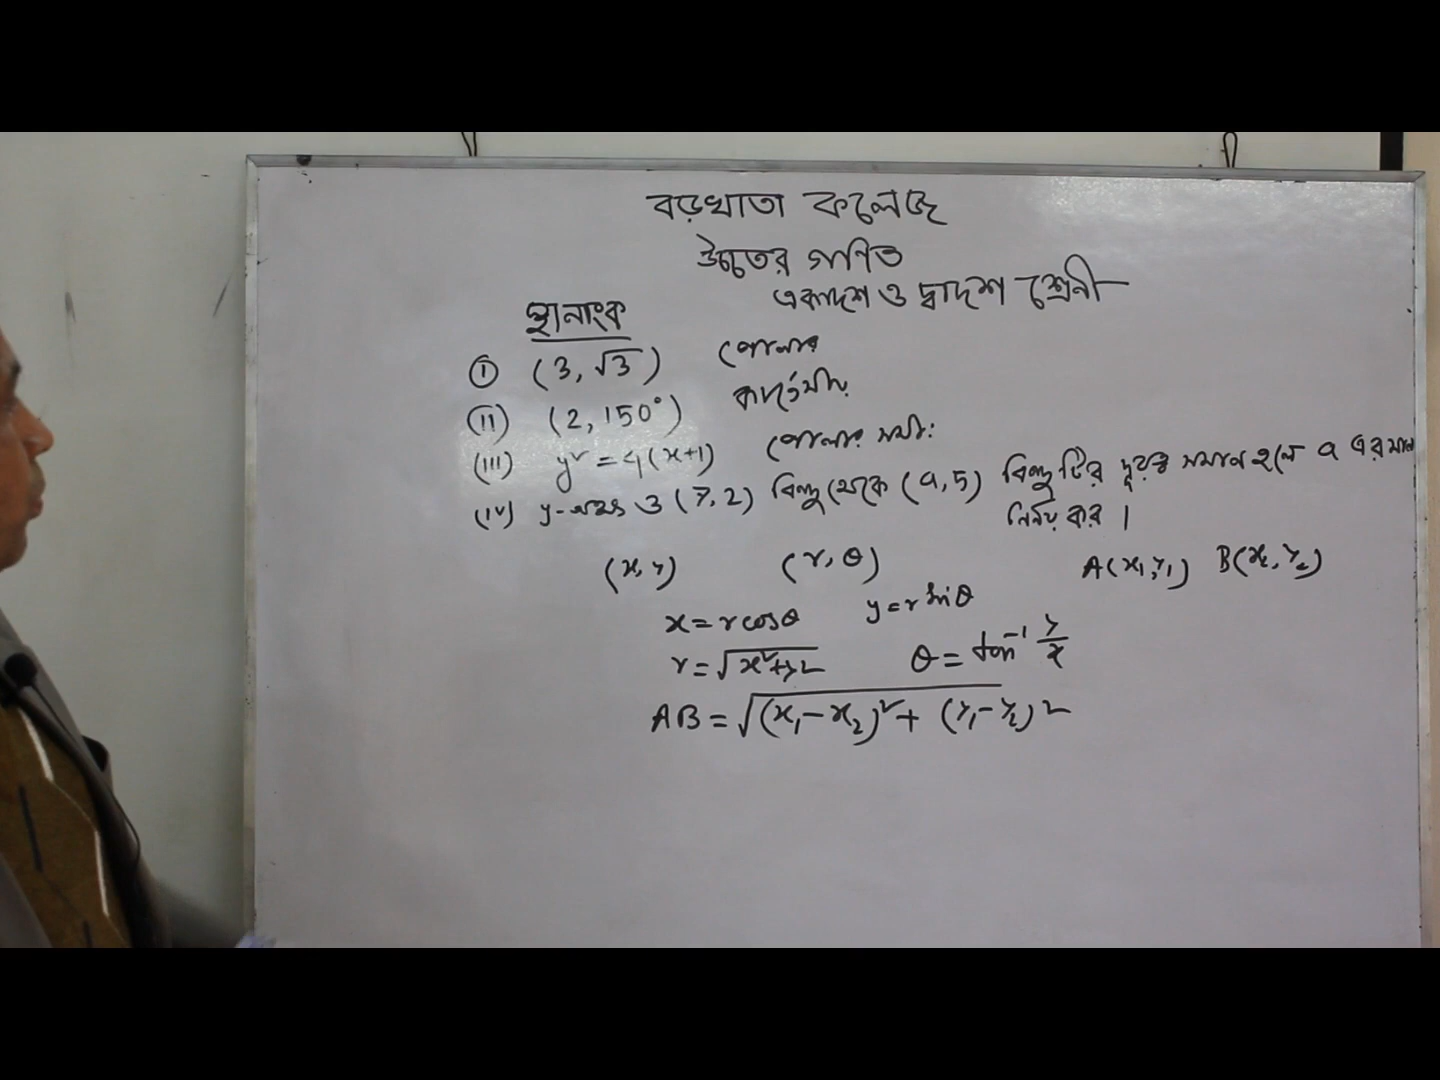 বড়খাতা কলেজ
উচ্চতর গণিত
একাদশ ও দ্বাদশ শ্রেনী
স্থানাংক
(i) (3, √3) পোলার
(ii) (2, 150°) কার্তেসীয়
(iii) y² = 4(x+1) পোলার সমী:
(iv) y-অক্ষ ও (7, 2) বিন্দু থেকে (a, 5) বিন্দুটির দূরত্ব সমান হলে a এর মান
নির্নয় কর।
(x, y) (r, θ) A(x₁, y₁) B(x₂, y₂)
x = r cosθ y = r sinθ
r = √x²+y² θ = tan⁻¹ y/x
AB = √(x₁-x₂)² + (y₁-y₂)²